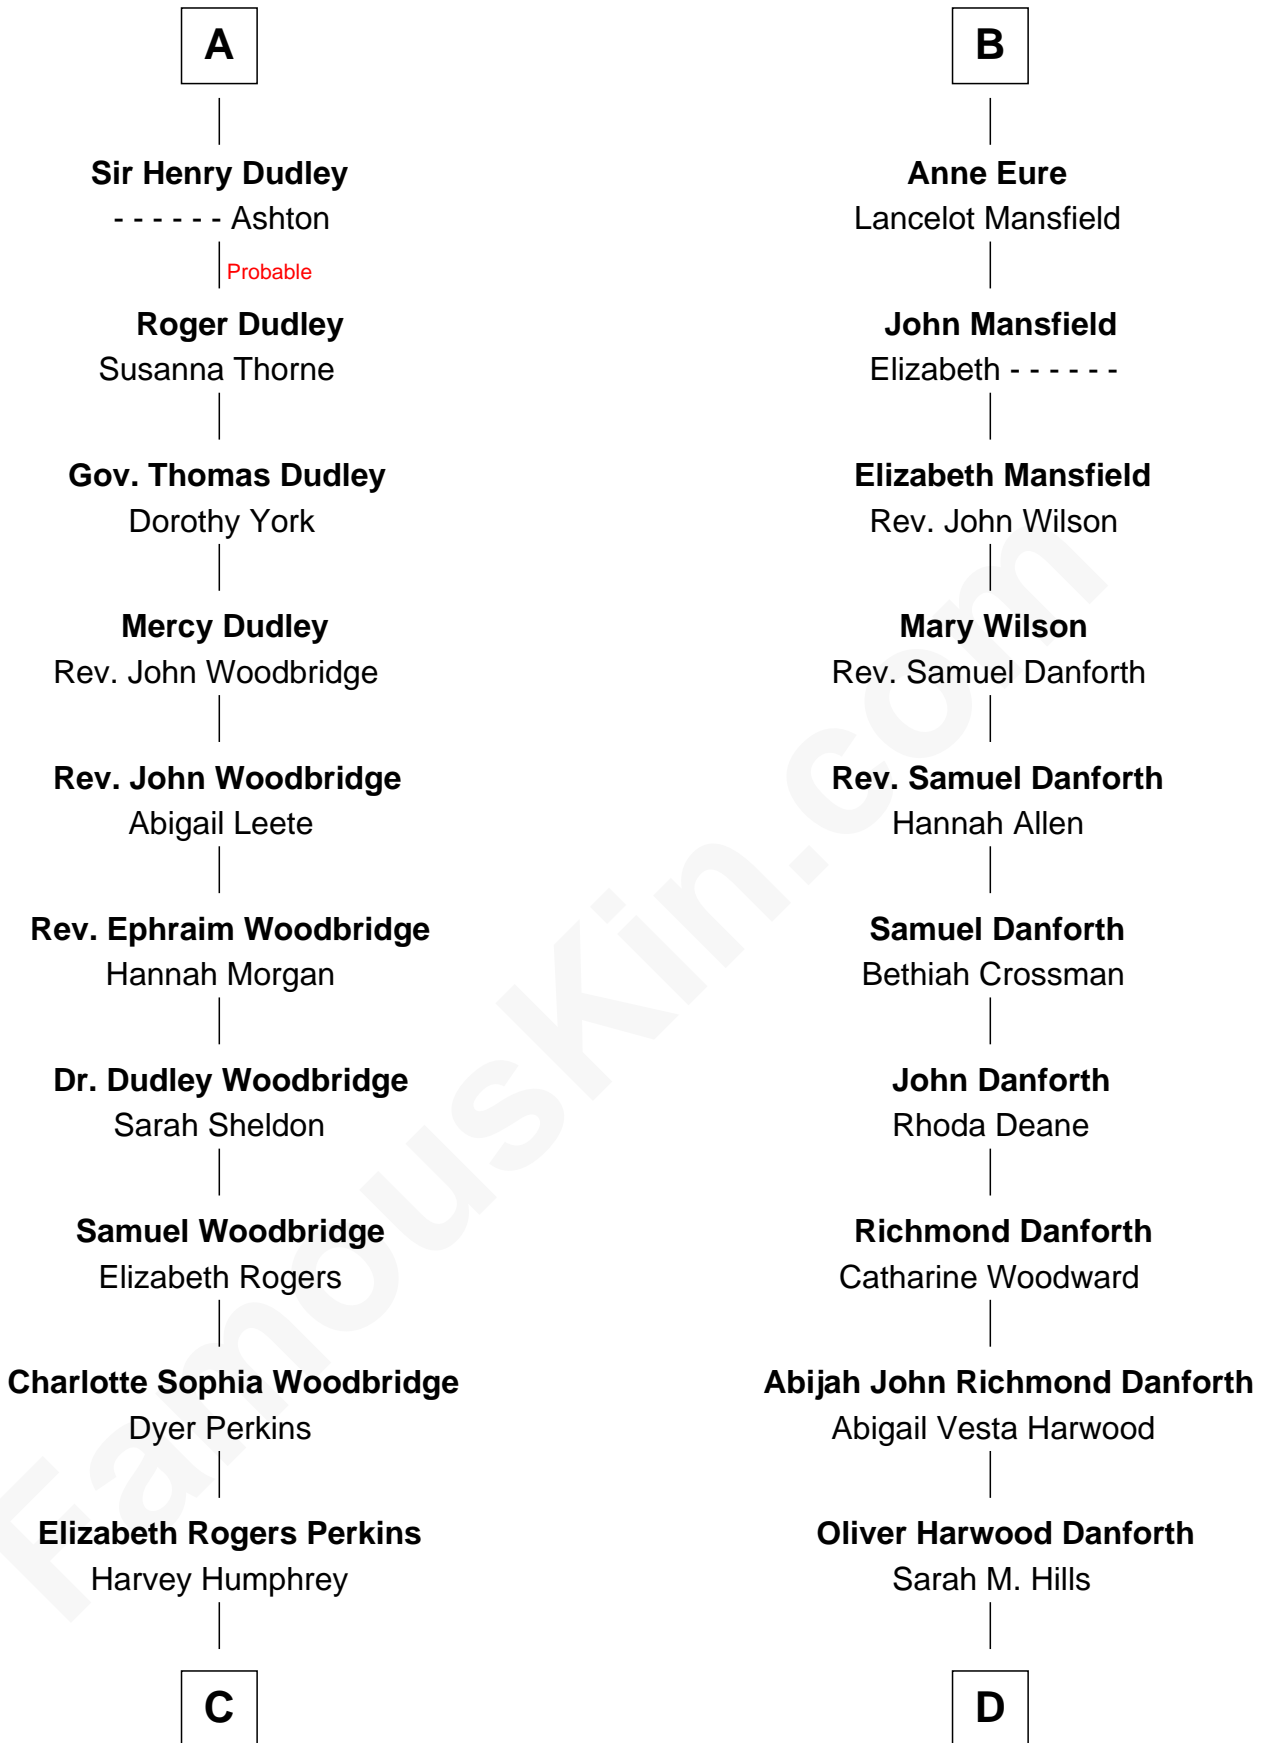 A
Sir Henry Dudley
- - - - - - Ashton
Probable
Roger Dudley
Susanna Thorne
Gov. Thomas Dudley
Dorothy York
Mercy Dudley
Rev. John Woodbridge
Rev. John Woodbridge
Abigail Leete
Rev. Ephraim Woodbridge
Hannah Morgan
Dr. Dudley Woodbridge
Sarah Sheldon
Samuel Woodbridge
Elizabeth Rogers
Charlotte Sophia Woodbridge
Dyer Perkins
Elizabeth Rogers Perkins
Harvey Humphrey
C
B
Anne Eure
Lancelot Mansfield
John Mansfield
Elizabeth - - - - - -
Elizabeth Mansfield
Rev. John Wilson
Mary Wilson
Rev. Samuel Danforth
Rev. Samuel Danforth
Hannah Allen
Samuel Danforth
Bethiah Crossman
John Danforth
Rhoda Deane
Richmond Danforth
Catharine Woodward
Abijah John Richmond Danforth
Abigail Vesta Harwood
Oliver Harwood Danforth
Sarah M. Hills
D
FamousKin.com